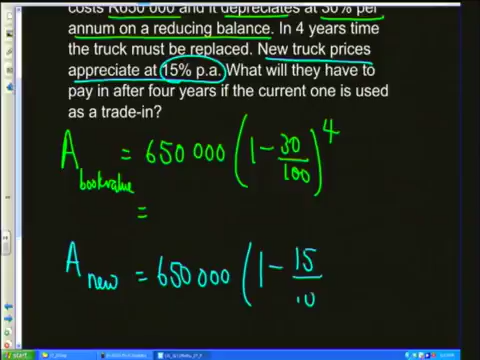 costs R650 000 and it depreciates at 30% per
annum on a reducing balance. In 4 years time
the truck must be replaced. New truck prices
appreciate at 15% p.a. What will they have to
pay in after four years if the current one is used
as a trade-in?
A book value = 650 000 (1 - 30/100)^4
=
A new = 650 000 (1 - 15/10
start